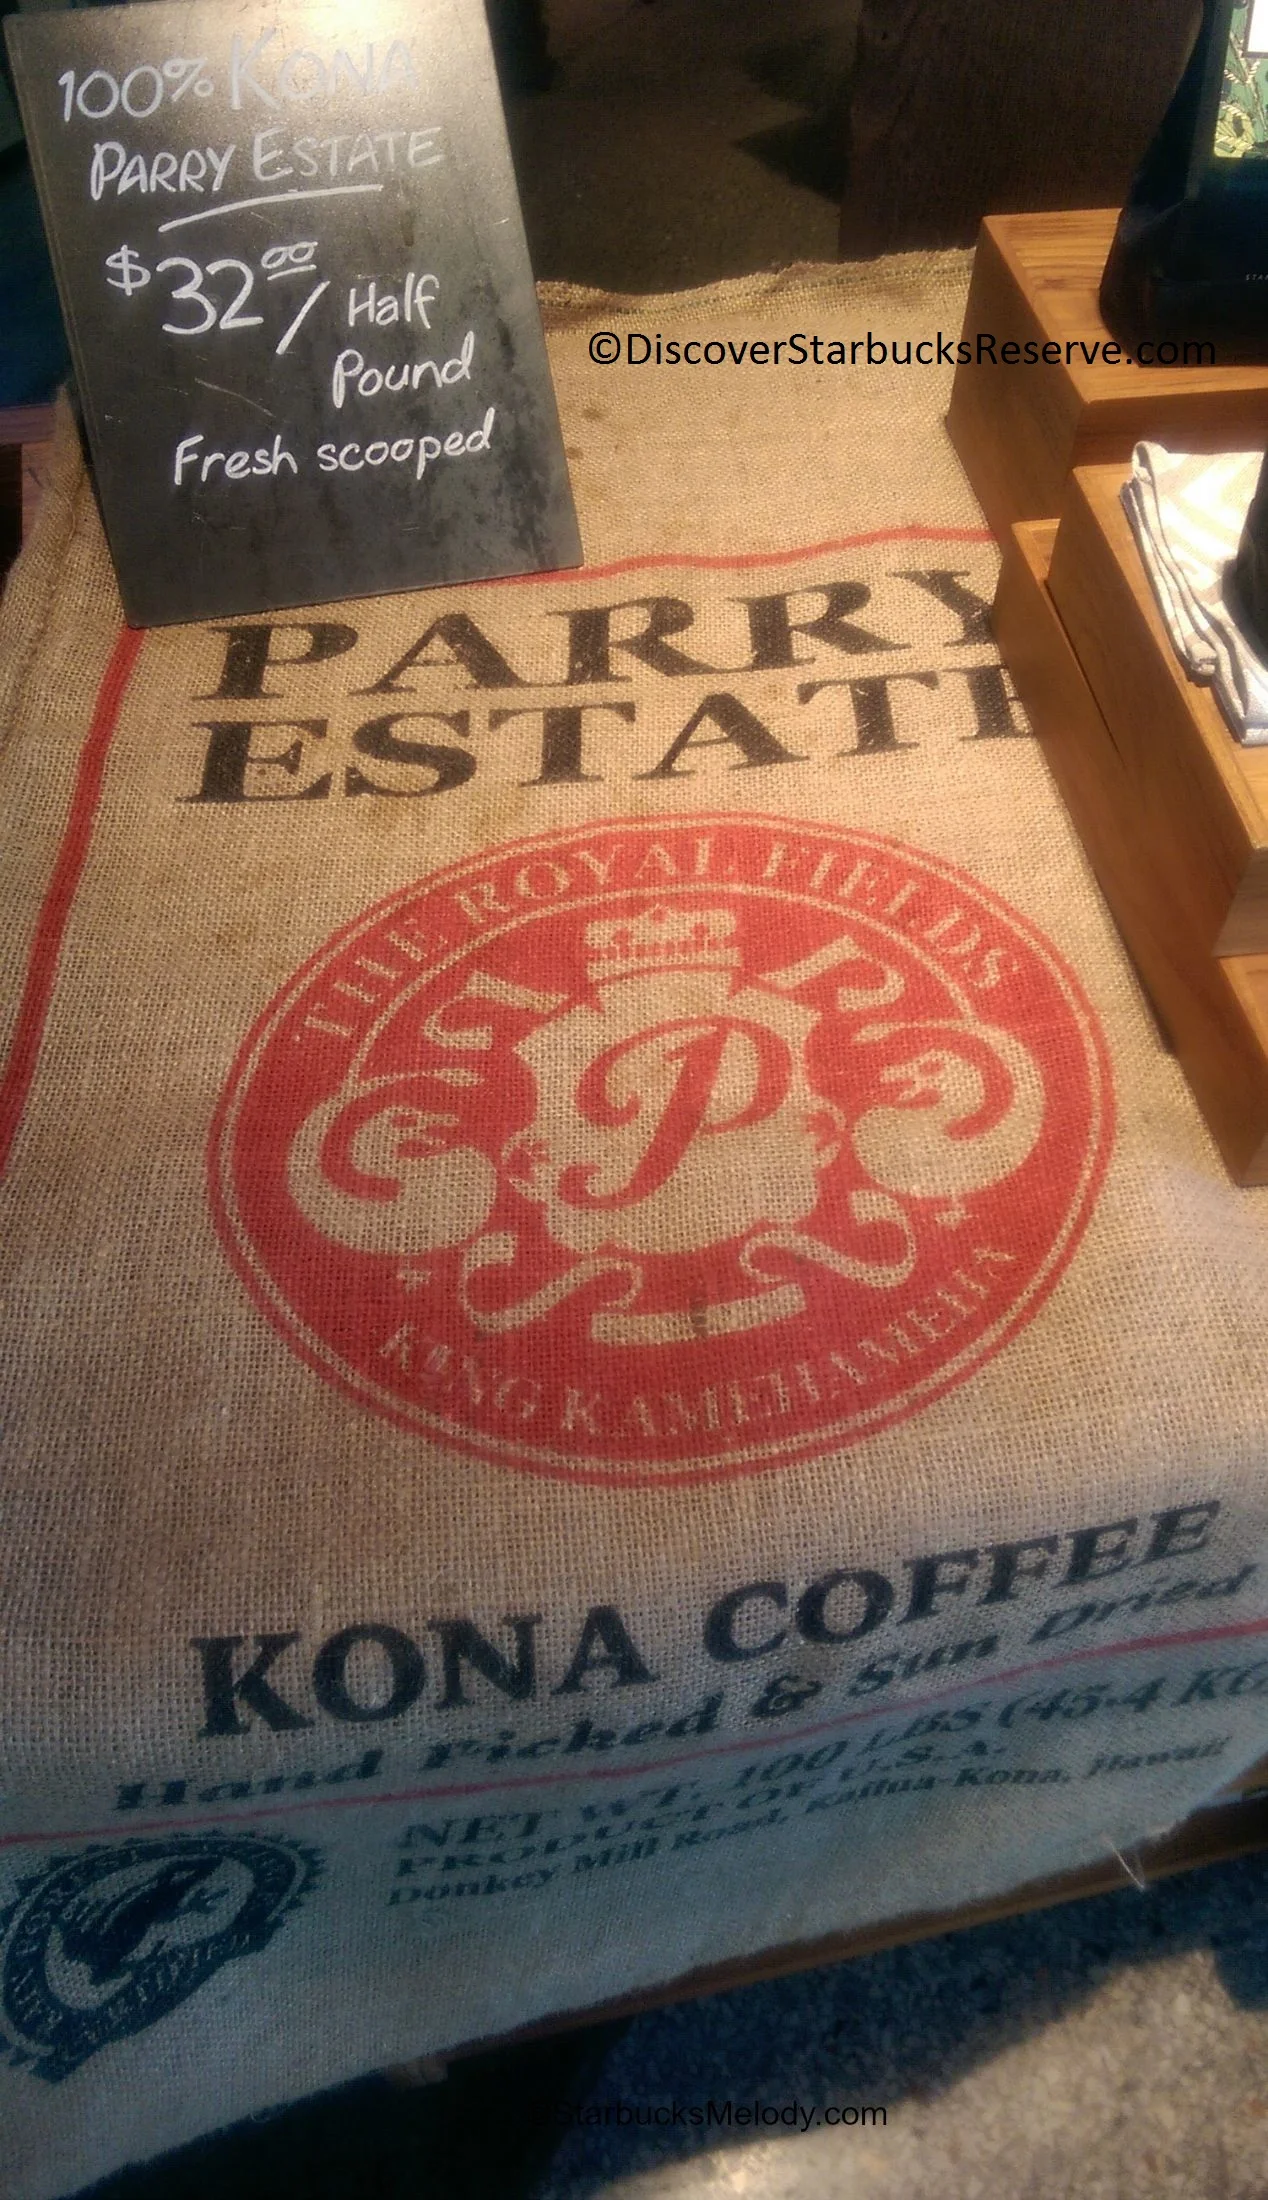 100% KONA
PARRY ESTATE
$32.00/ Half
Pound
Fresh scooped
©DiscoverStarbucksReserve.com
PARRY
ESTATE
THE ROYAL FIELDS
P
KING KAMEHAMEHA
KONA COFFEE
Hand Picked & Sun Dried
NET WT. 100 LBS (45.4 KG
PRODUCT OF U.S.A.
Donkey Mill Road, Kailua-Kona, Hawaii
StarbucksMelody.com